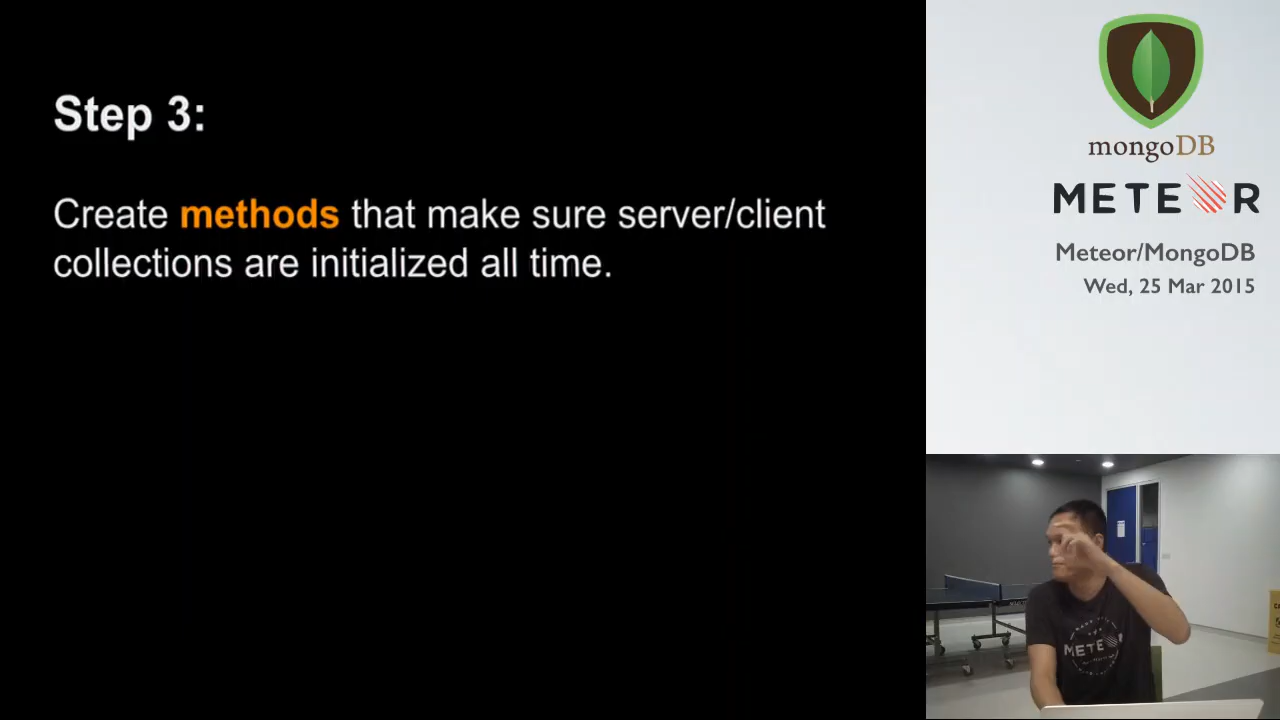 Step 3:
Create methods that make sure server/client
collections are initialized all time.
mongoDB
METEOR
Meteor/MongoDB
Wed, 25 Mar 2015
METEOR